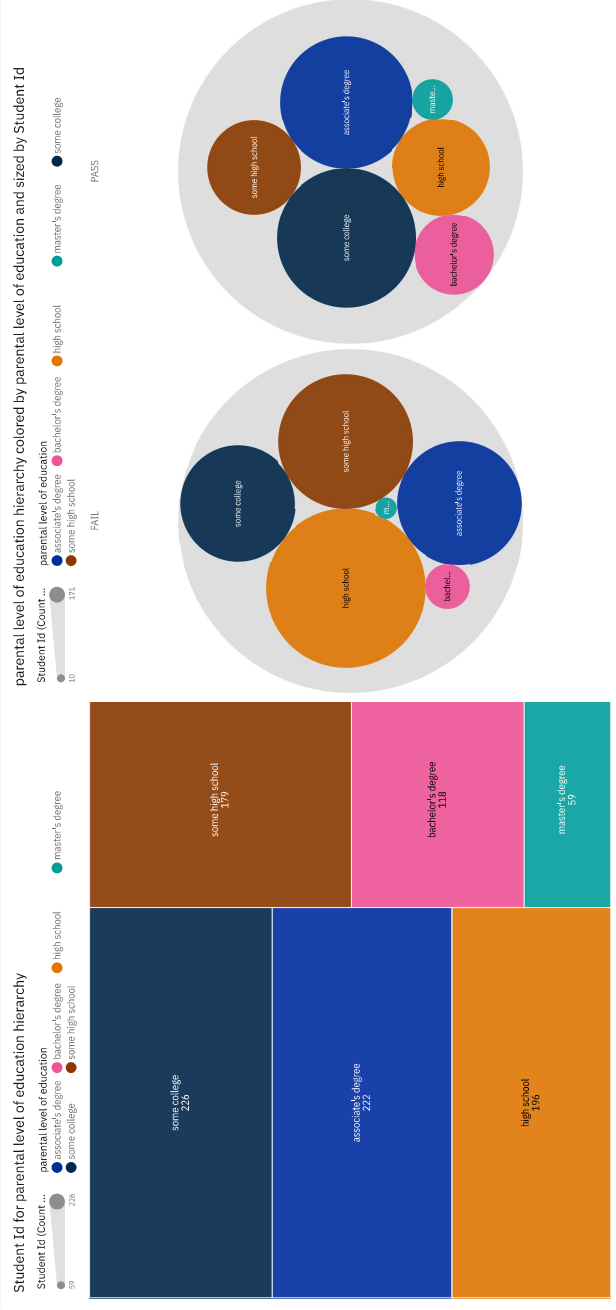 Student Id for parental level of education hierarchy
Student Id (Count ...
59
226
parental level of education
associate's degree
bachelor's degree
high school
master's degree
some college
some high school
some college
226
associate's degree
222
high school
196
some high school
179
bachelor's degree
118
master's degree
59
parental level of education hierarchy colored by parental level of education and sized by Student Id
Student Id (Count ...
10
171
parental level of education
associate's degree
bachelor's degree
high school
master's degree
some college
some high school
FAIL
PASS
some college
some high school
high school
m...
associate's degree
bachel...
some high school
associate's degree
some college
maste...
high school
bachelor's degree